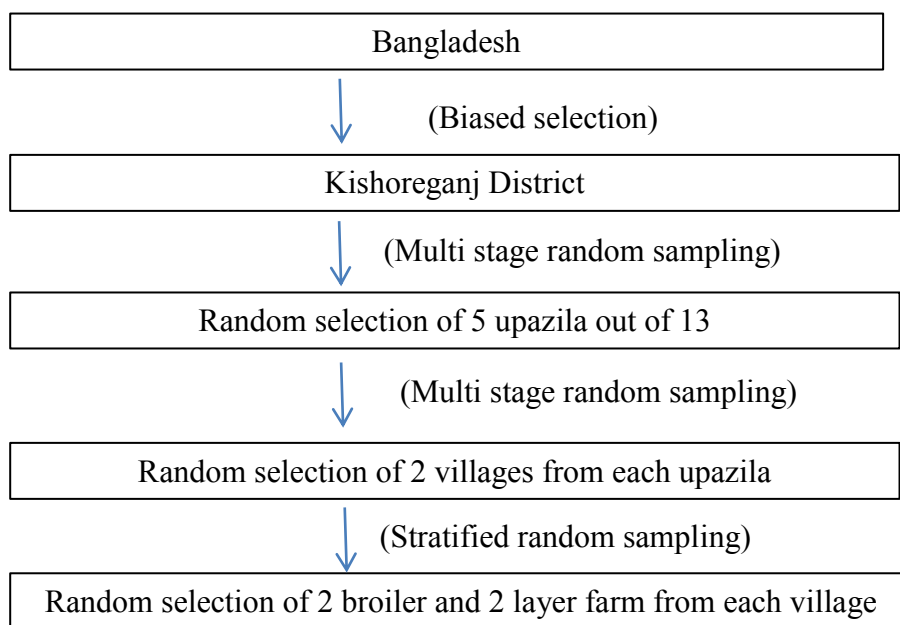 Bangladesh
(Biased selection)
Kishoreganj District
(Multi stage random sampling)
Random selection of 5 upazila out of 13
(Multi stage random sampling)
Random selection of 2 villages from each upazila
(Stratified random sampling)
Random selection of 2 broiler and 2 layer farm from each village